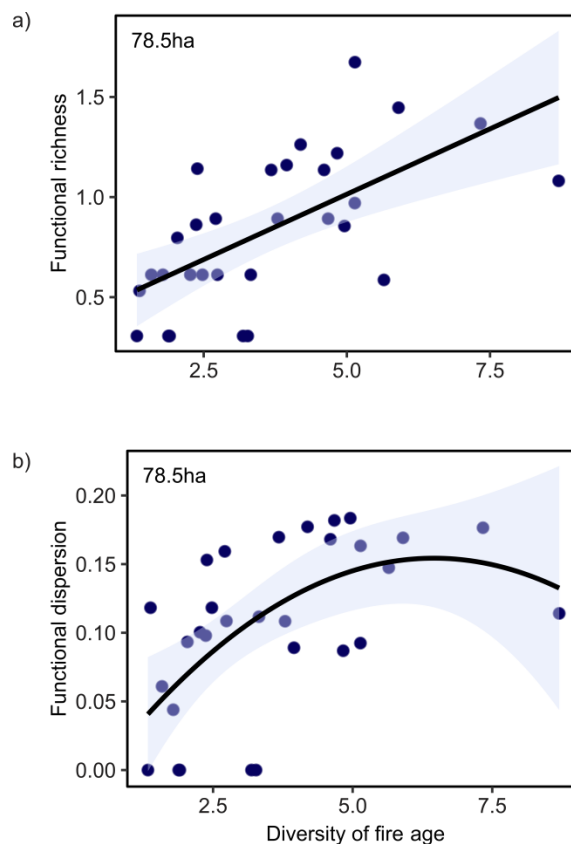 a)
78.5ha
Functional richness
1.5
1.0
0.5
2.5 5.0 7.5
b)
78.5ha
Functional dispersion
0.20
0.15
0.10
0.05
0.00
2.5 5.0 7.5
Diversity of fire age